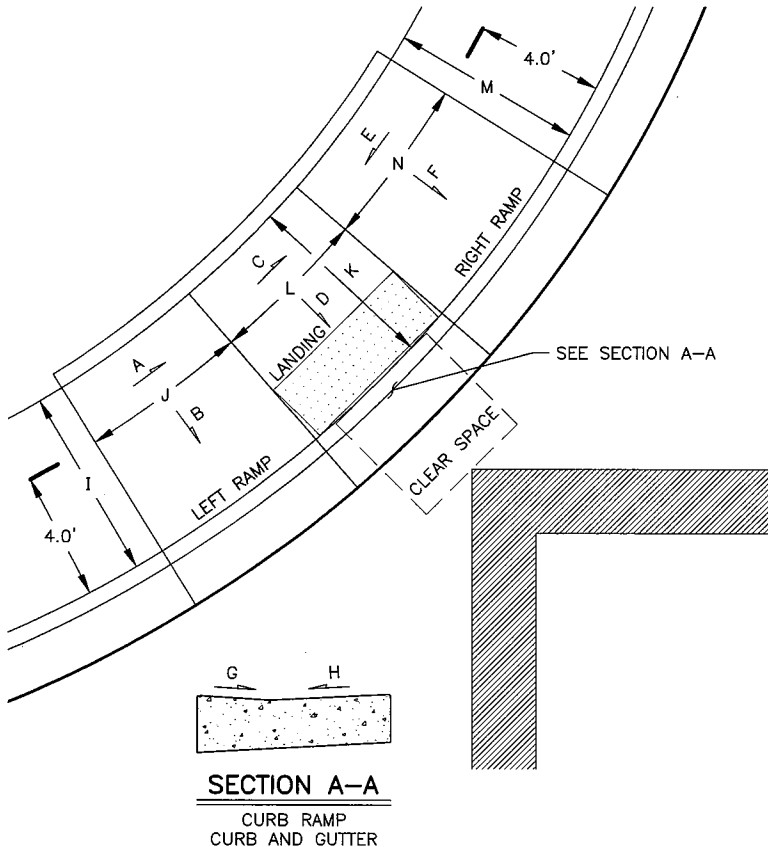 4.0'
M
E
N
F
RIGHT RAMP
C
K
L
D
LANDING
SEE SECTION A-A
A
J
B
CLEAR SPACE
LEFT RAMP
I
4.0'
G
H
SECTION A-A
CURB RAMP
CURB AND GUTTER